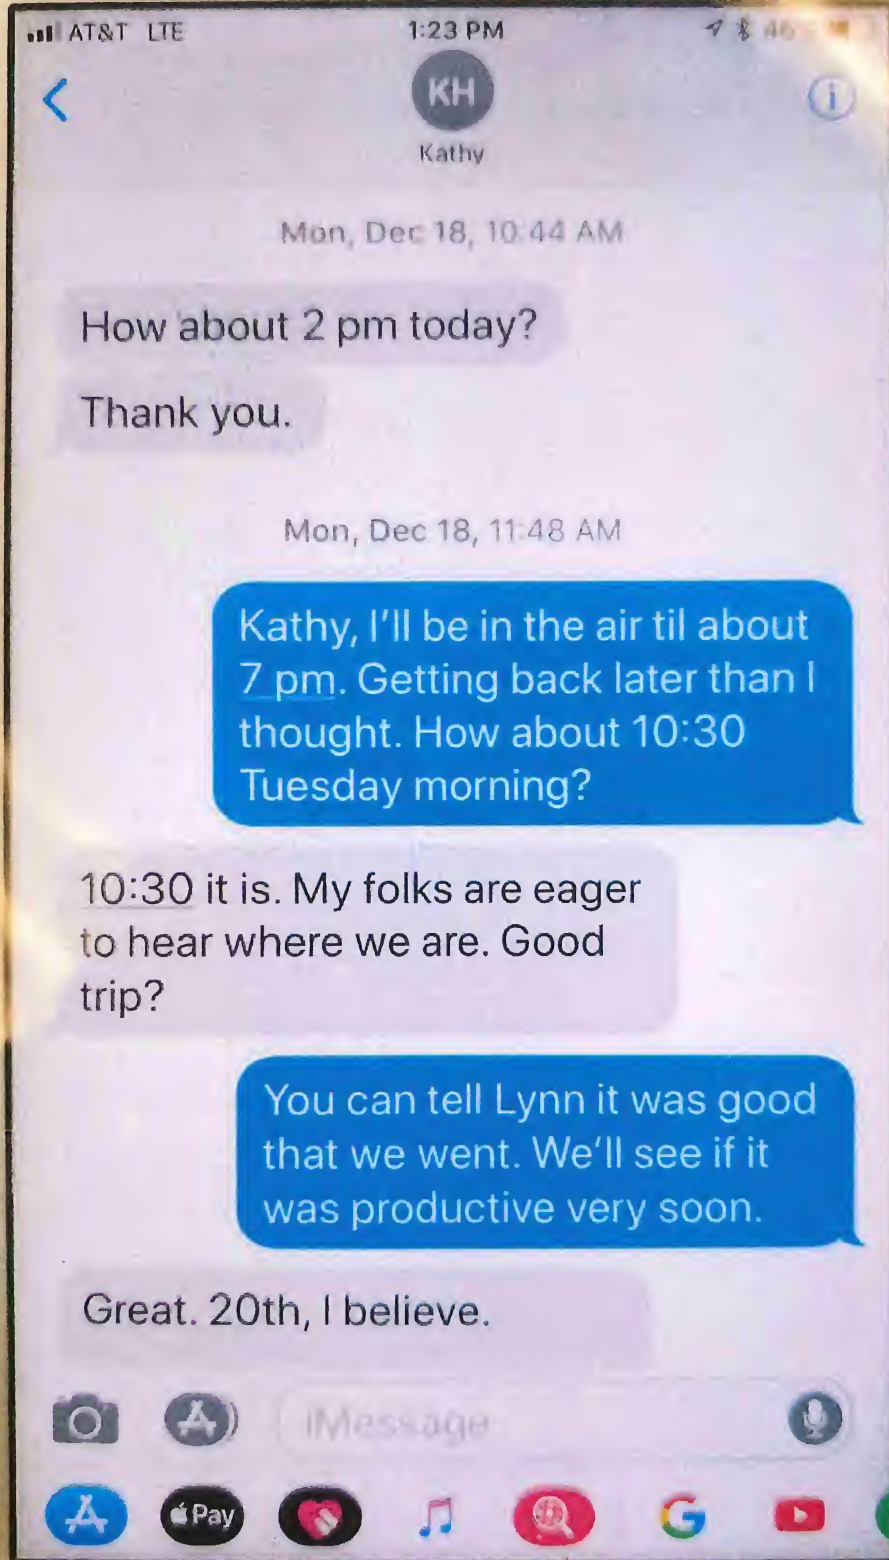 AT&T LTE 1:23 PM
KH
Kathy
Mon, Dec 18, 10:44 AM
How about 2 pm today?
Thank you.
Mon, Dec 18, 11:48 AM
Kathy, I'll be in the air til about
7 pm. Getting back later than I
thought. How about 10:30
Tuesday morning?
10:30 it is. My folks are eager
to hear where we are. Good
trip?
You can tell Lynn it was good
that we went. We'll see if it
was productive very soon.
Great. 20th, I believe.
iMessage
Pay